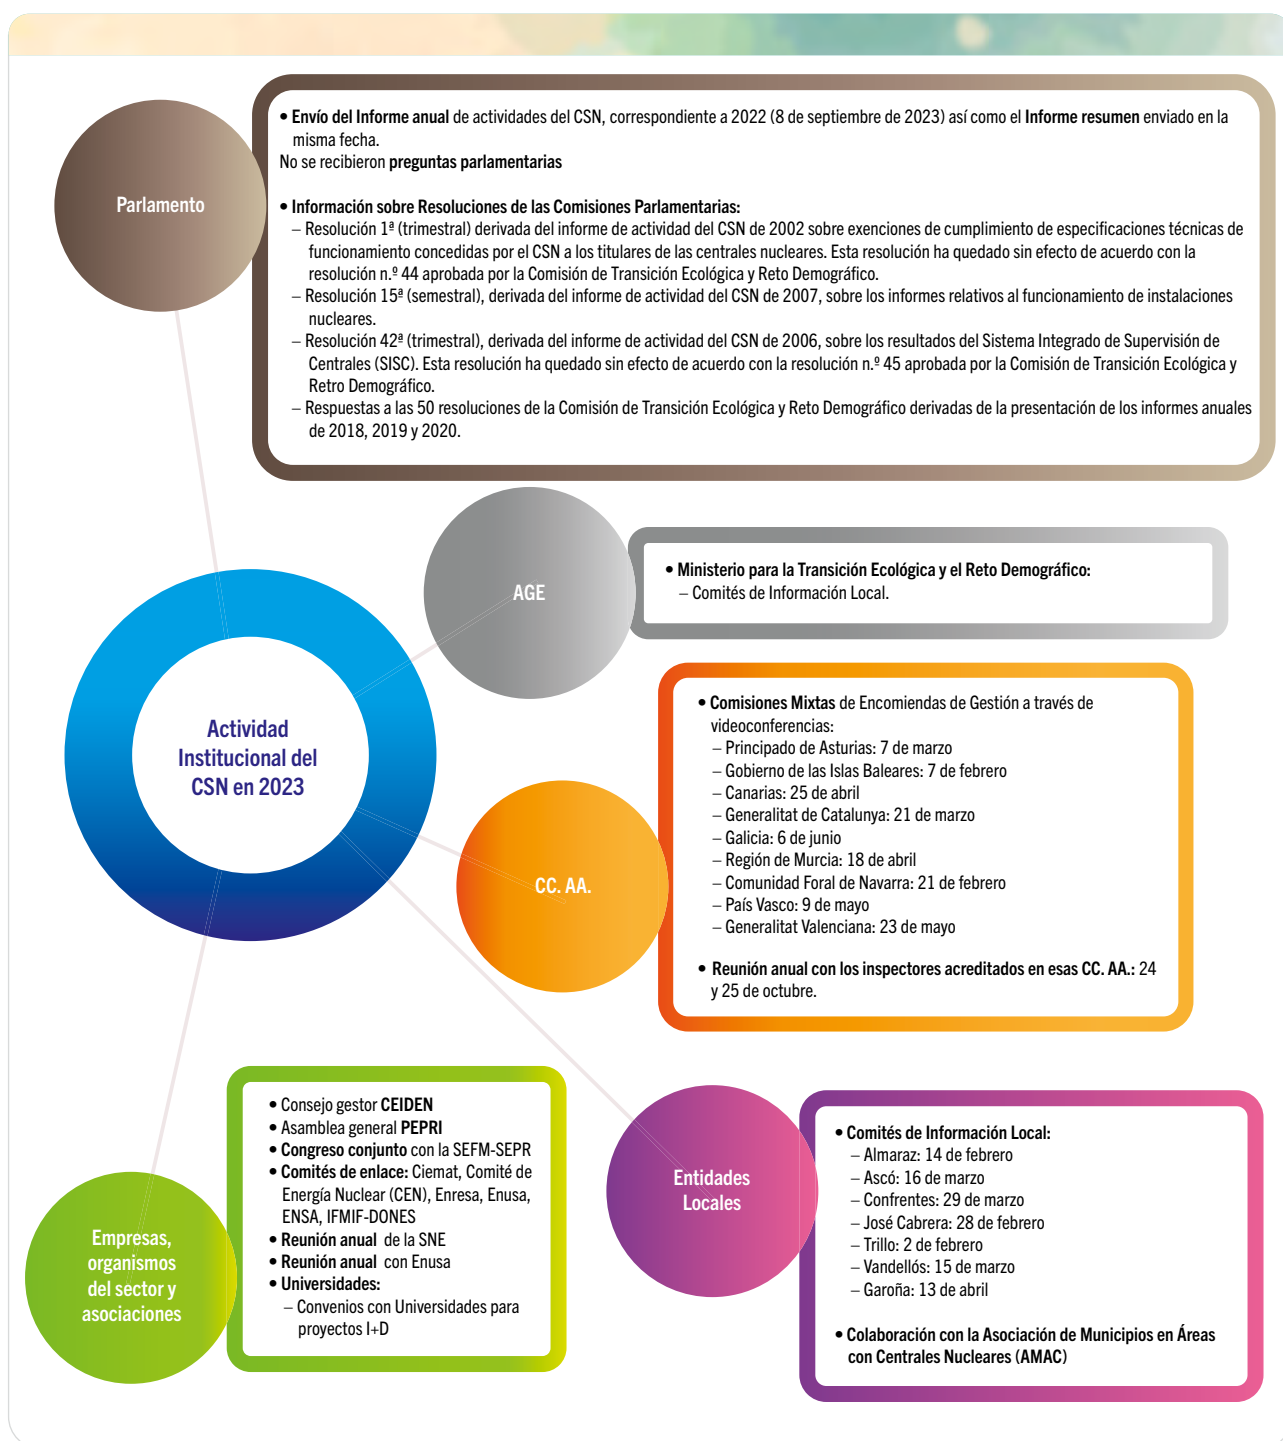 Parlamento
• Envío del Informe anual de actividades del CSN, correspondiente a 2022 (8 de septiembre de 2023) así como el Informe resumen enviado en la
misma fecha.
No se recibieron preguntas parlamentarias
• Información sobre Resoluciones de las Comisiones Parlamentarias:
– Resolución 1ª (trimestral) derivada del informe de actividad del CSN de 2002 sobre exenciones de cumplimiento de especificaciones técnicas de
funcionamiento concedidas por el CSN a los titulares de las centrales nucleares. Esta resolución ha quedado sin efecto de acuerdo con la
resolución n.º 44 aprobada por la Comisión de Transición Ecológica y Reto Demográfico.
– Resolución 15ª (semestral), derivada del informe de actividad del CSN de 2007, sobre los informes relativos al funcionamiento de instalaciones
nucleares.
– Resolución 42ª (trimestral), derivada del informe de actividad del CSN de 2006, sobre los resultados del Sistema Integrado de Supervisión de
Centrales (SISC). Esta resolución ha quedado sin efecto de acuerdo con la resolución n.º 45 aprobada por la Comisión de Transición Ecológica y
Retro Demográfico.
– Respuestas a las 50 resoluciones de la Comisión de Transición Ecológica y Reto Demográfico derivadas de la presentación de los informes anuales
de 2018, 2019 y 2020.
AGE
• Ministerio para la Transición Ecológica y el Reto Demográfico:
– Comités de Información Local.
Actividad
Institucional del
CSN en 2023
CC. AA.
• Comisiones Mixtas de Encomiendas de Gestión a través de
videoconferencias:
– Principado de Asturias: 7 de marzo
– Gobierno de las Islas Baleares: 7 de febrero
– Canarias: 25 de abril
– Generalitat de Catalunya: 21 de marzo
– Galicia: 6 de junio
– Región de Murcia: 18 de abril
– Comunidad Foral de Navarra: 21 de febrero
– País Vasco: 9 de mayo
– Generalitat Valenciana: 23 de mayo
• Reunión anual con los inspectores acreditados en esas CC. AA.: 24
y 25 de octubre.
Empresas,
organismos
del sector y
asociaciones
• Consejo gestor CEIDEN
• Asamblea general PEPRI
• Congreso conjunto con la SEFM-SEPR
• Comités de enlace: Ciemat, Comité de
Energía Nuclear (CEN), Enresa, Enusa,
ENSA, IFMIF-DONES
• Reunión anual de la SNE
• Reunión anual con Enusa
• Universidades:
– Convenios con Universidades para
proyectos I+D
Entidades
Locales
• Comités de Información Local:
– Almaraz: 14 de febrero
– Ascó: 16 de marzo
– Confrentes: 29 de marzo
– José Cabrera: 28 de febrero
– Trillo: 2 de febrero
– Vandellós: 15 de marzo
– Garoña: 13 de abril
• Colaboración con la Asociación de Municipios en Áreas
con Centrales Nucleares (AMAC)